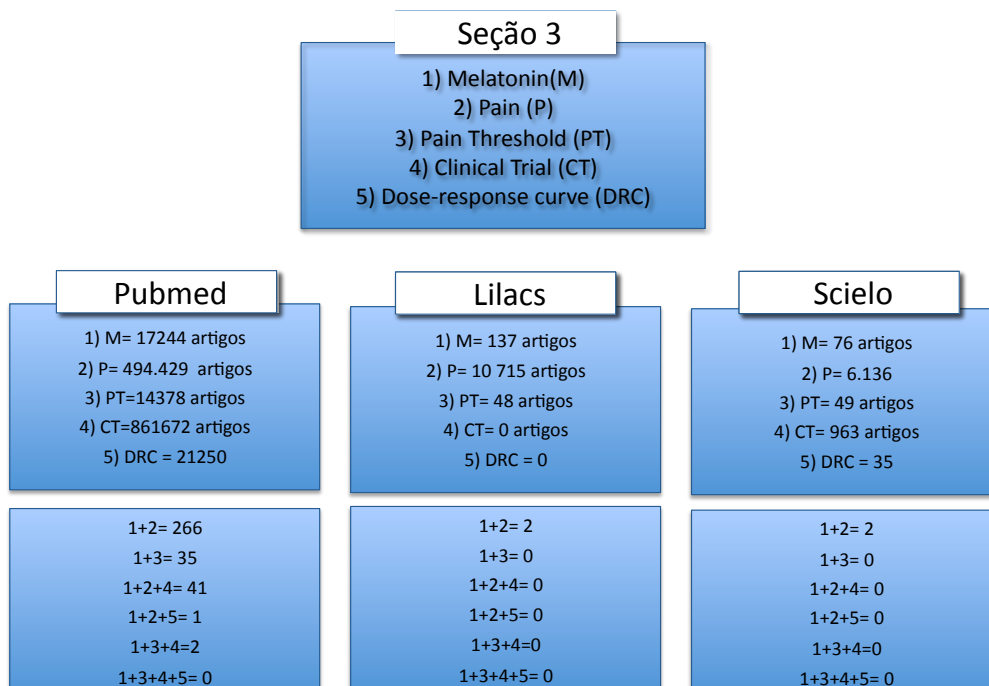 Seção 3
1) Melatonin(M)
2) Pain (P)
3) Pain Threshold (PT)
4) Clinical Trial (CT)
5) Dose-response curve (DRC)
Pubmed
1) M= 17244 artigos
2) P= 494.429 artigos
3) PT=14378 artigos
4) CT=861672 artigos
5) DRC = 21250
1+2= 266
1+3= 35
1+2+4= 41
1+2+5= 1
1+3+4=2
1+3+4+5= 0
Lilacs
1) M= 137 artigos
2) P= 10 715 artigos
3) PT= 48 artigos
4) CT= 0 artigos
5) DRC = 0
1+2= 2
1+3= 0
1+2+4= 0
1+2+5= 0
1+3+4=0
1+3+4+5= 0
Scielo
1) M= 76 artigos
2) P= 6.136
3) PT= 49 artigos
4) CT= 963 artigos
5) DRC = 35
1+2= 2
1+3= 0
1+2+4= 0
1+2+5= 0
1+3+4=0
1+3+4+5= 0